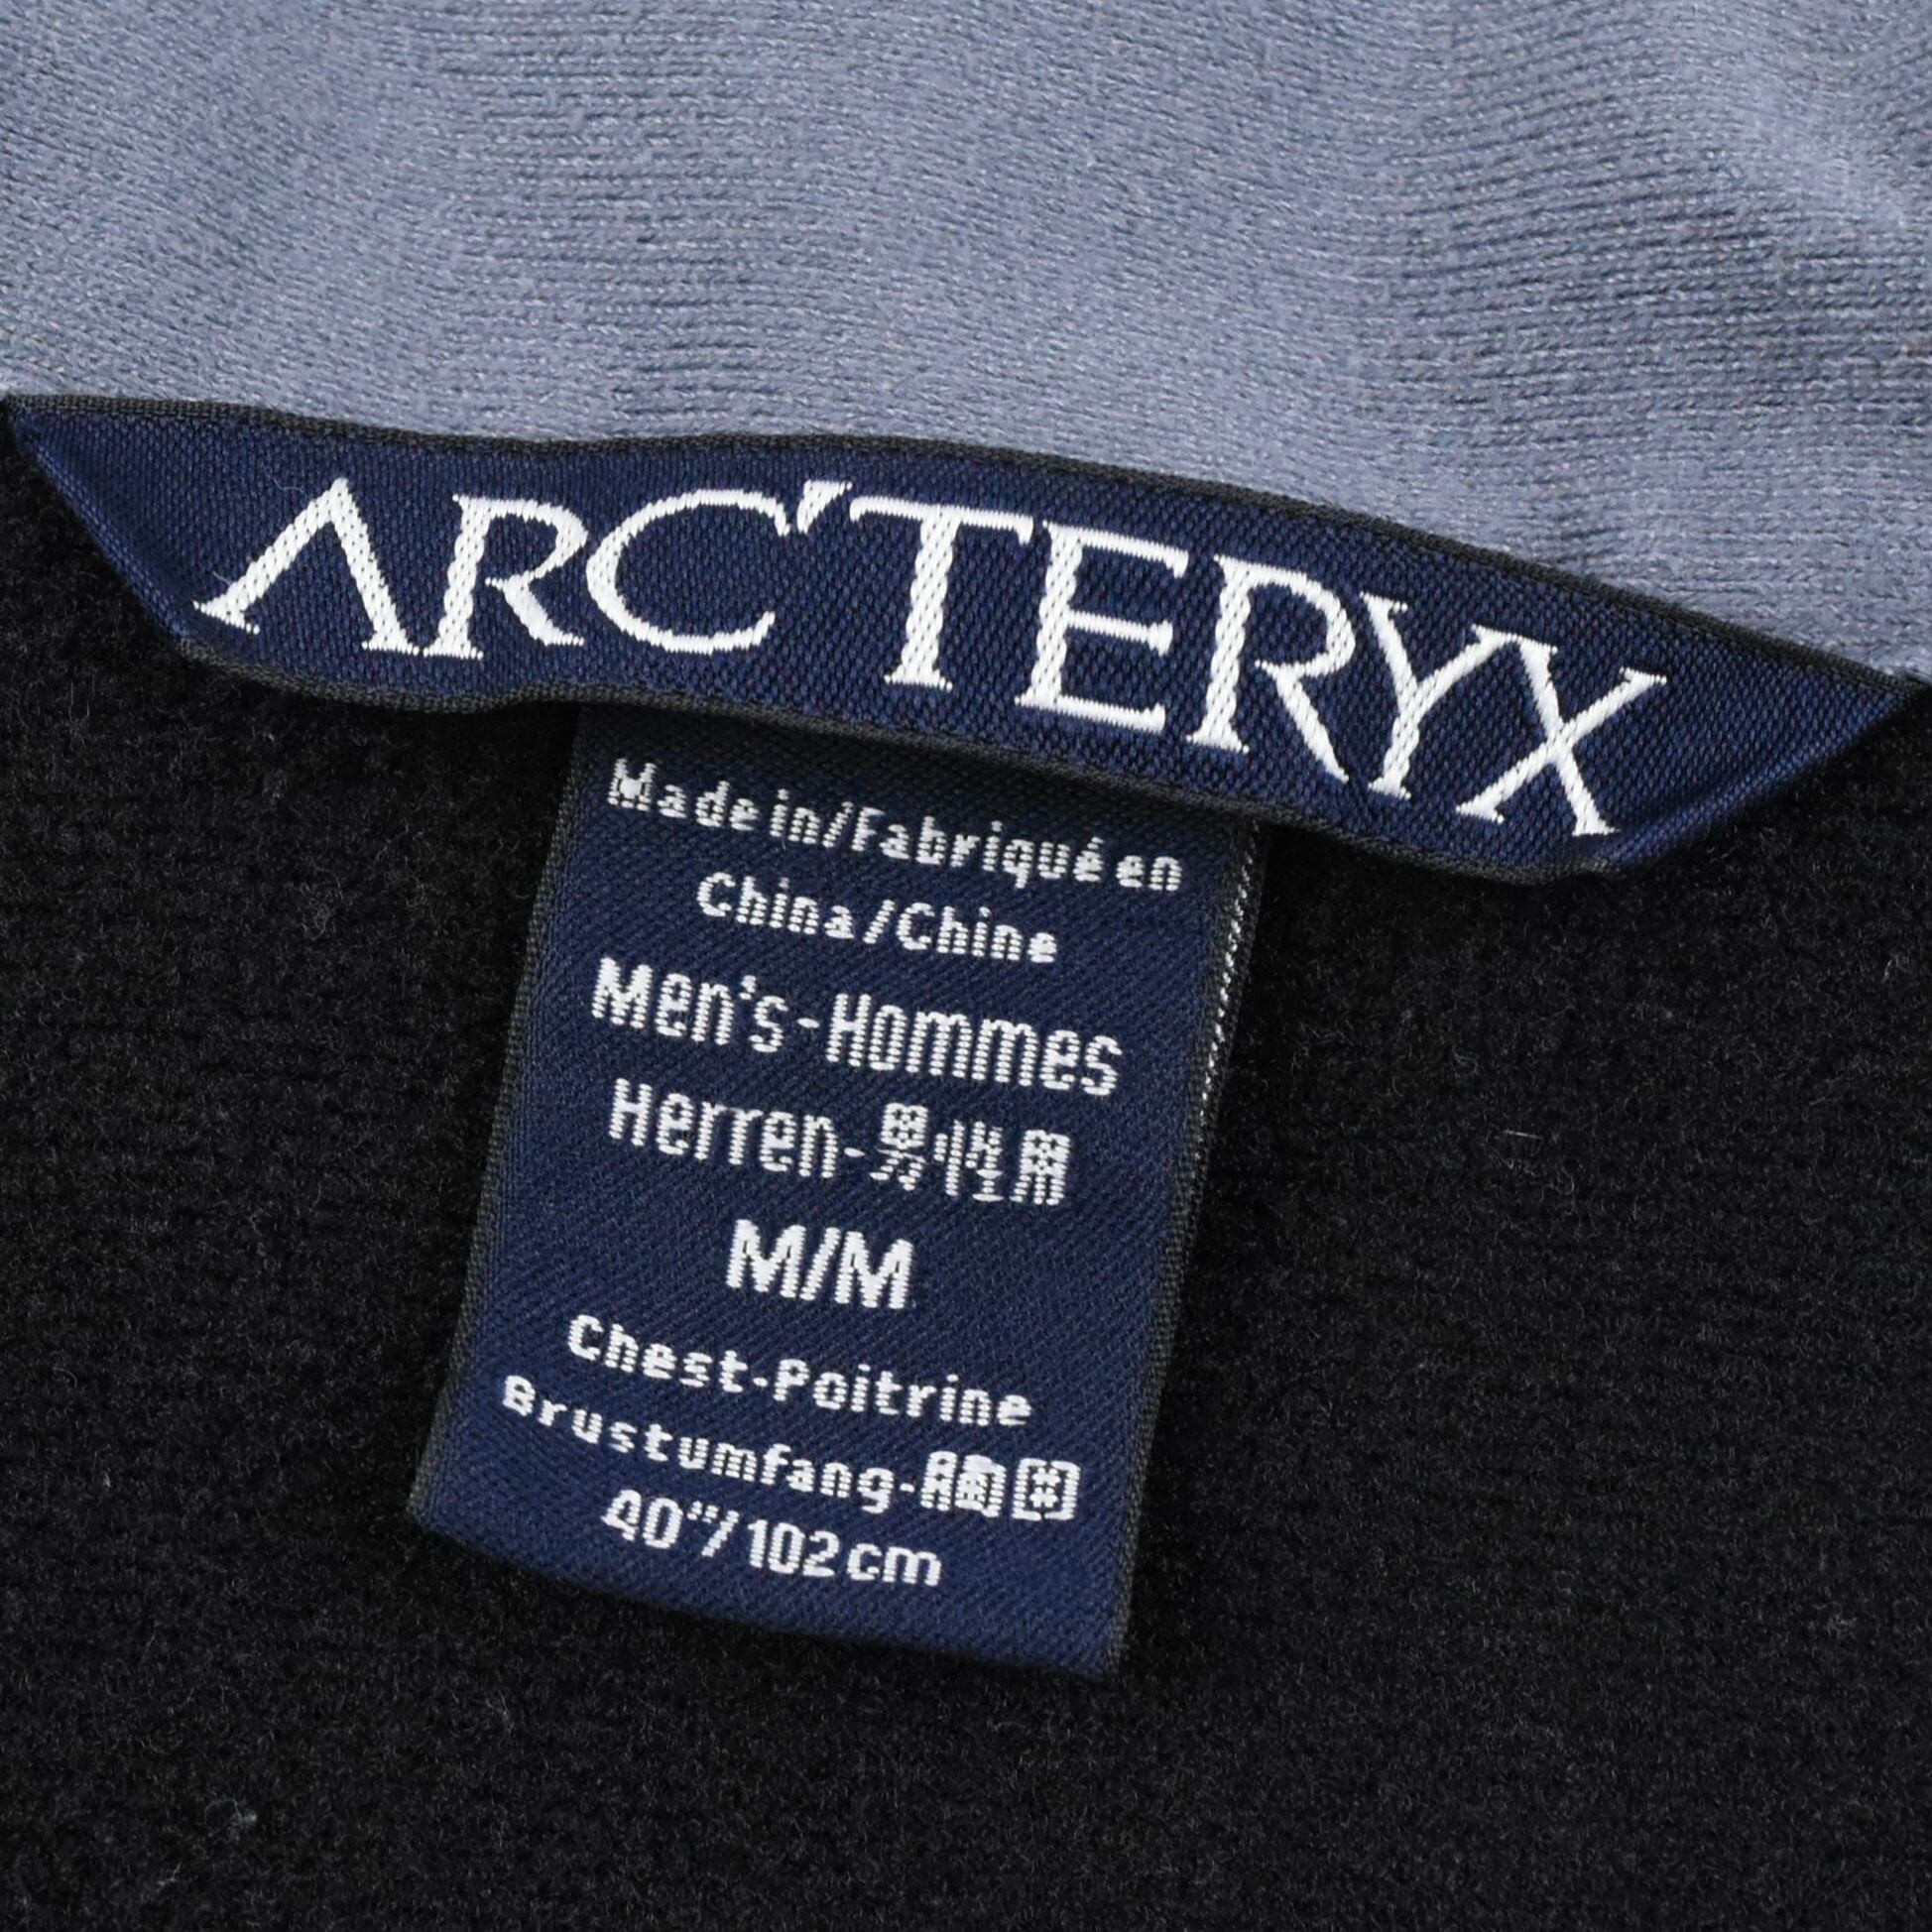 ARC'TERYX
Made in/Fabriqué en
China/Chine
Men's-Hommes
Herren-男性用
M/M
Chest-Poitrine
Brustumfang-胸囲
40"/102cm